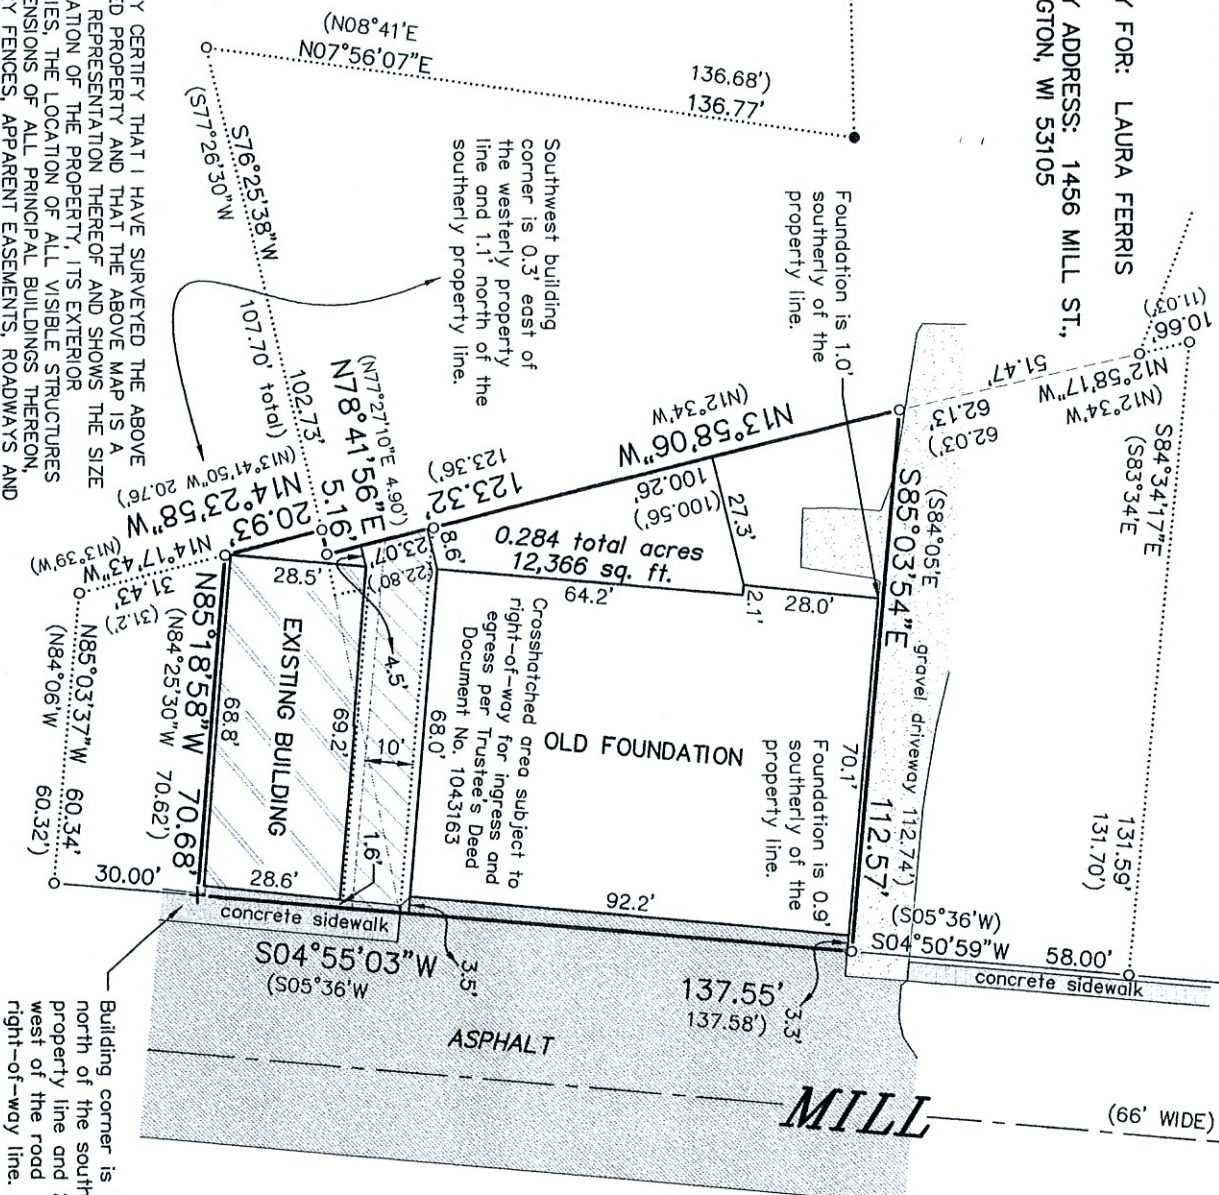 Y FOR: LAURA FERRIS
Y ADDRESS: 1456 MILL ST.,
GTON, WI 53105
(N08°41'E
N07°56'07"E
136.68')
136.77'
S76°25'38"W
(S77°26'30"W
107.70' total)
102.73'
Southwest building
corner is 0.3' east of
the westerly property
line and 1.1' north of the
southerly property line.
Foundation is 1.0'
southerly of the
property line.
10.66'
(11.03')
N12°58'17"W
(N12°34'W
51.47'
62.13'
62.03')
S84°34'17"E
(S83°34'E
131.59'
131.70')
N13°58'06"W
(N12°34'W
100.26'
(100.56')
123.32'
123.36')
N78°41'56"E
(N77°27'10"E 4.90')
5.16'
23.07'
(22.80')
N14°23'58"W
(N13°41'50"W 20.76')
20.93'
N14°17'43"W
(N13°39'W)
31.43'
(31.2')
S85°03'54"E
(S84°05'E
112.57'
112.74')
gravel driveway
27.3'
2.1'
28.0'
8.6'
64.2'
0.284 total acres
12,366 sq. ft.
OLD FOUNDATION
70.1'
Foundation is 0.9'
southerly of the
property line.
Crosshatched area subject to
right-of-way for ingress and
egress per Trustee's Deed
Document No. 1043163
68.0'
92.2'
4.5'
10'
28.5'
69.2'
EXISTING BUILDING
68.8'
28.6'
1.6'
N85°18'58"W 70.68'
(N84°25'30"W 70.62')
N85°03'37"W 60.34'
(N84°06'W 60.32')
30.00'
concrete sidewalk
S04°55'03"W
(S05°36'W
137.55'
137.58')
3.5'
3.3'
(S05°36'W)
S04°50'59"W
58.00'
concrete sidewalk
ASPHALT
MILL
(66' WIDE)
Building corner is
north of the south
property line and
west of the road
right-of-way line.
Y CERTIFY THAT I HAVE SURVEYED THE ABOVE
ED PROPERTY AND THAT THE ABOVE MAP IS A
REPRESENTATION THEREOF AND SHOWS THE SIZE
ATION OF THE PROPERTY, ITS EXTERIOR
IES, THE LOCATION OF ALL VISIBLE STRUCTURES
ENSIONS OF ALL PRINCIPAL BUILDINGS THEREON,
Y FENCES, APPARENT EASEMENTS, ROADWAYS AND